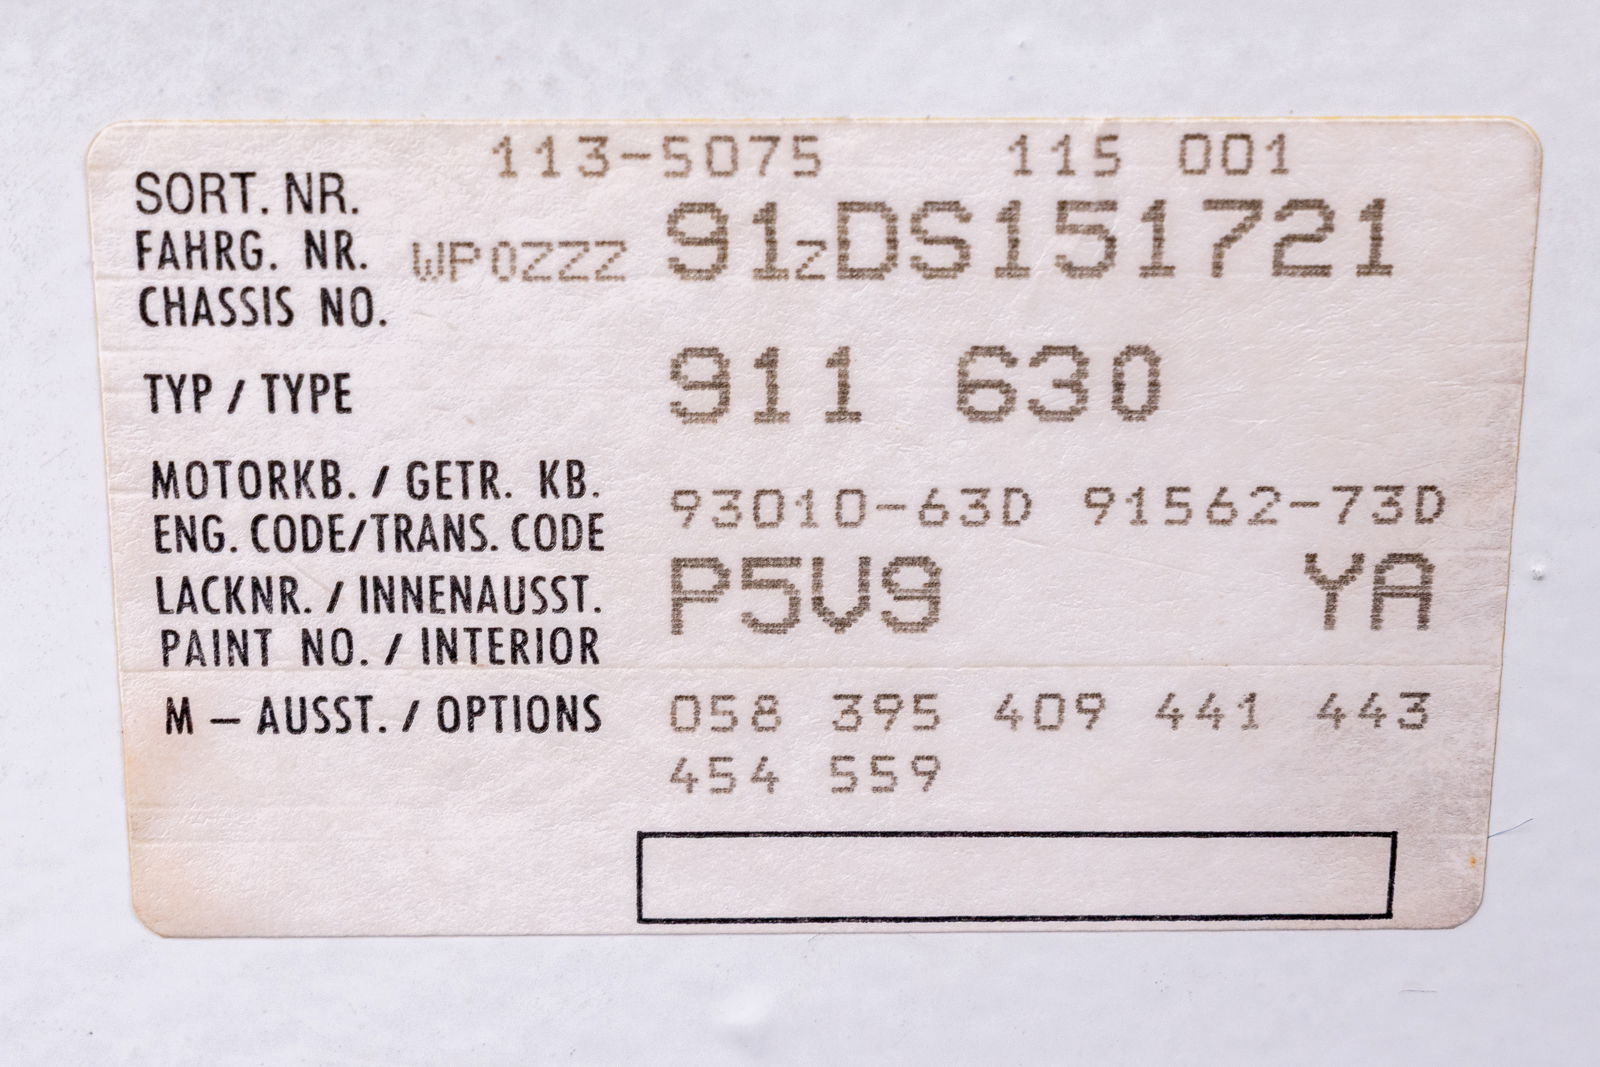 113-5075 115 001
SORT. NR.
FAHRG. NR. WP0ZZZ 91ZDS151721
CHASSIS NO.
TYP / TYPE 911 630
MOTORKB. / GETR. KB.
ENG. CODE/TRANS. CODE 93010-63D 91562-73D
LACKNR. / INNENAUSST. P5V9 YA
PAINT NO. / INTERIOR
M – AUSST. / OPTIONS 058 395 409 441 443
454 559